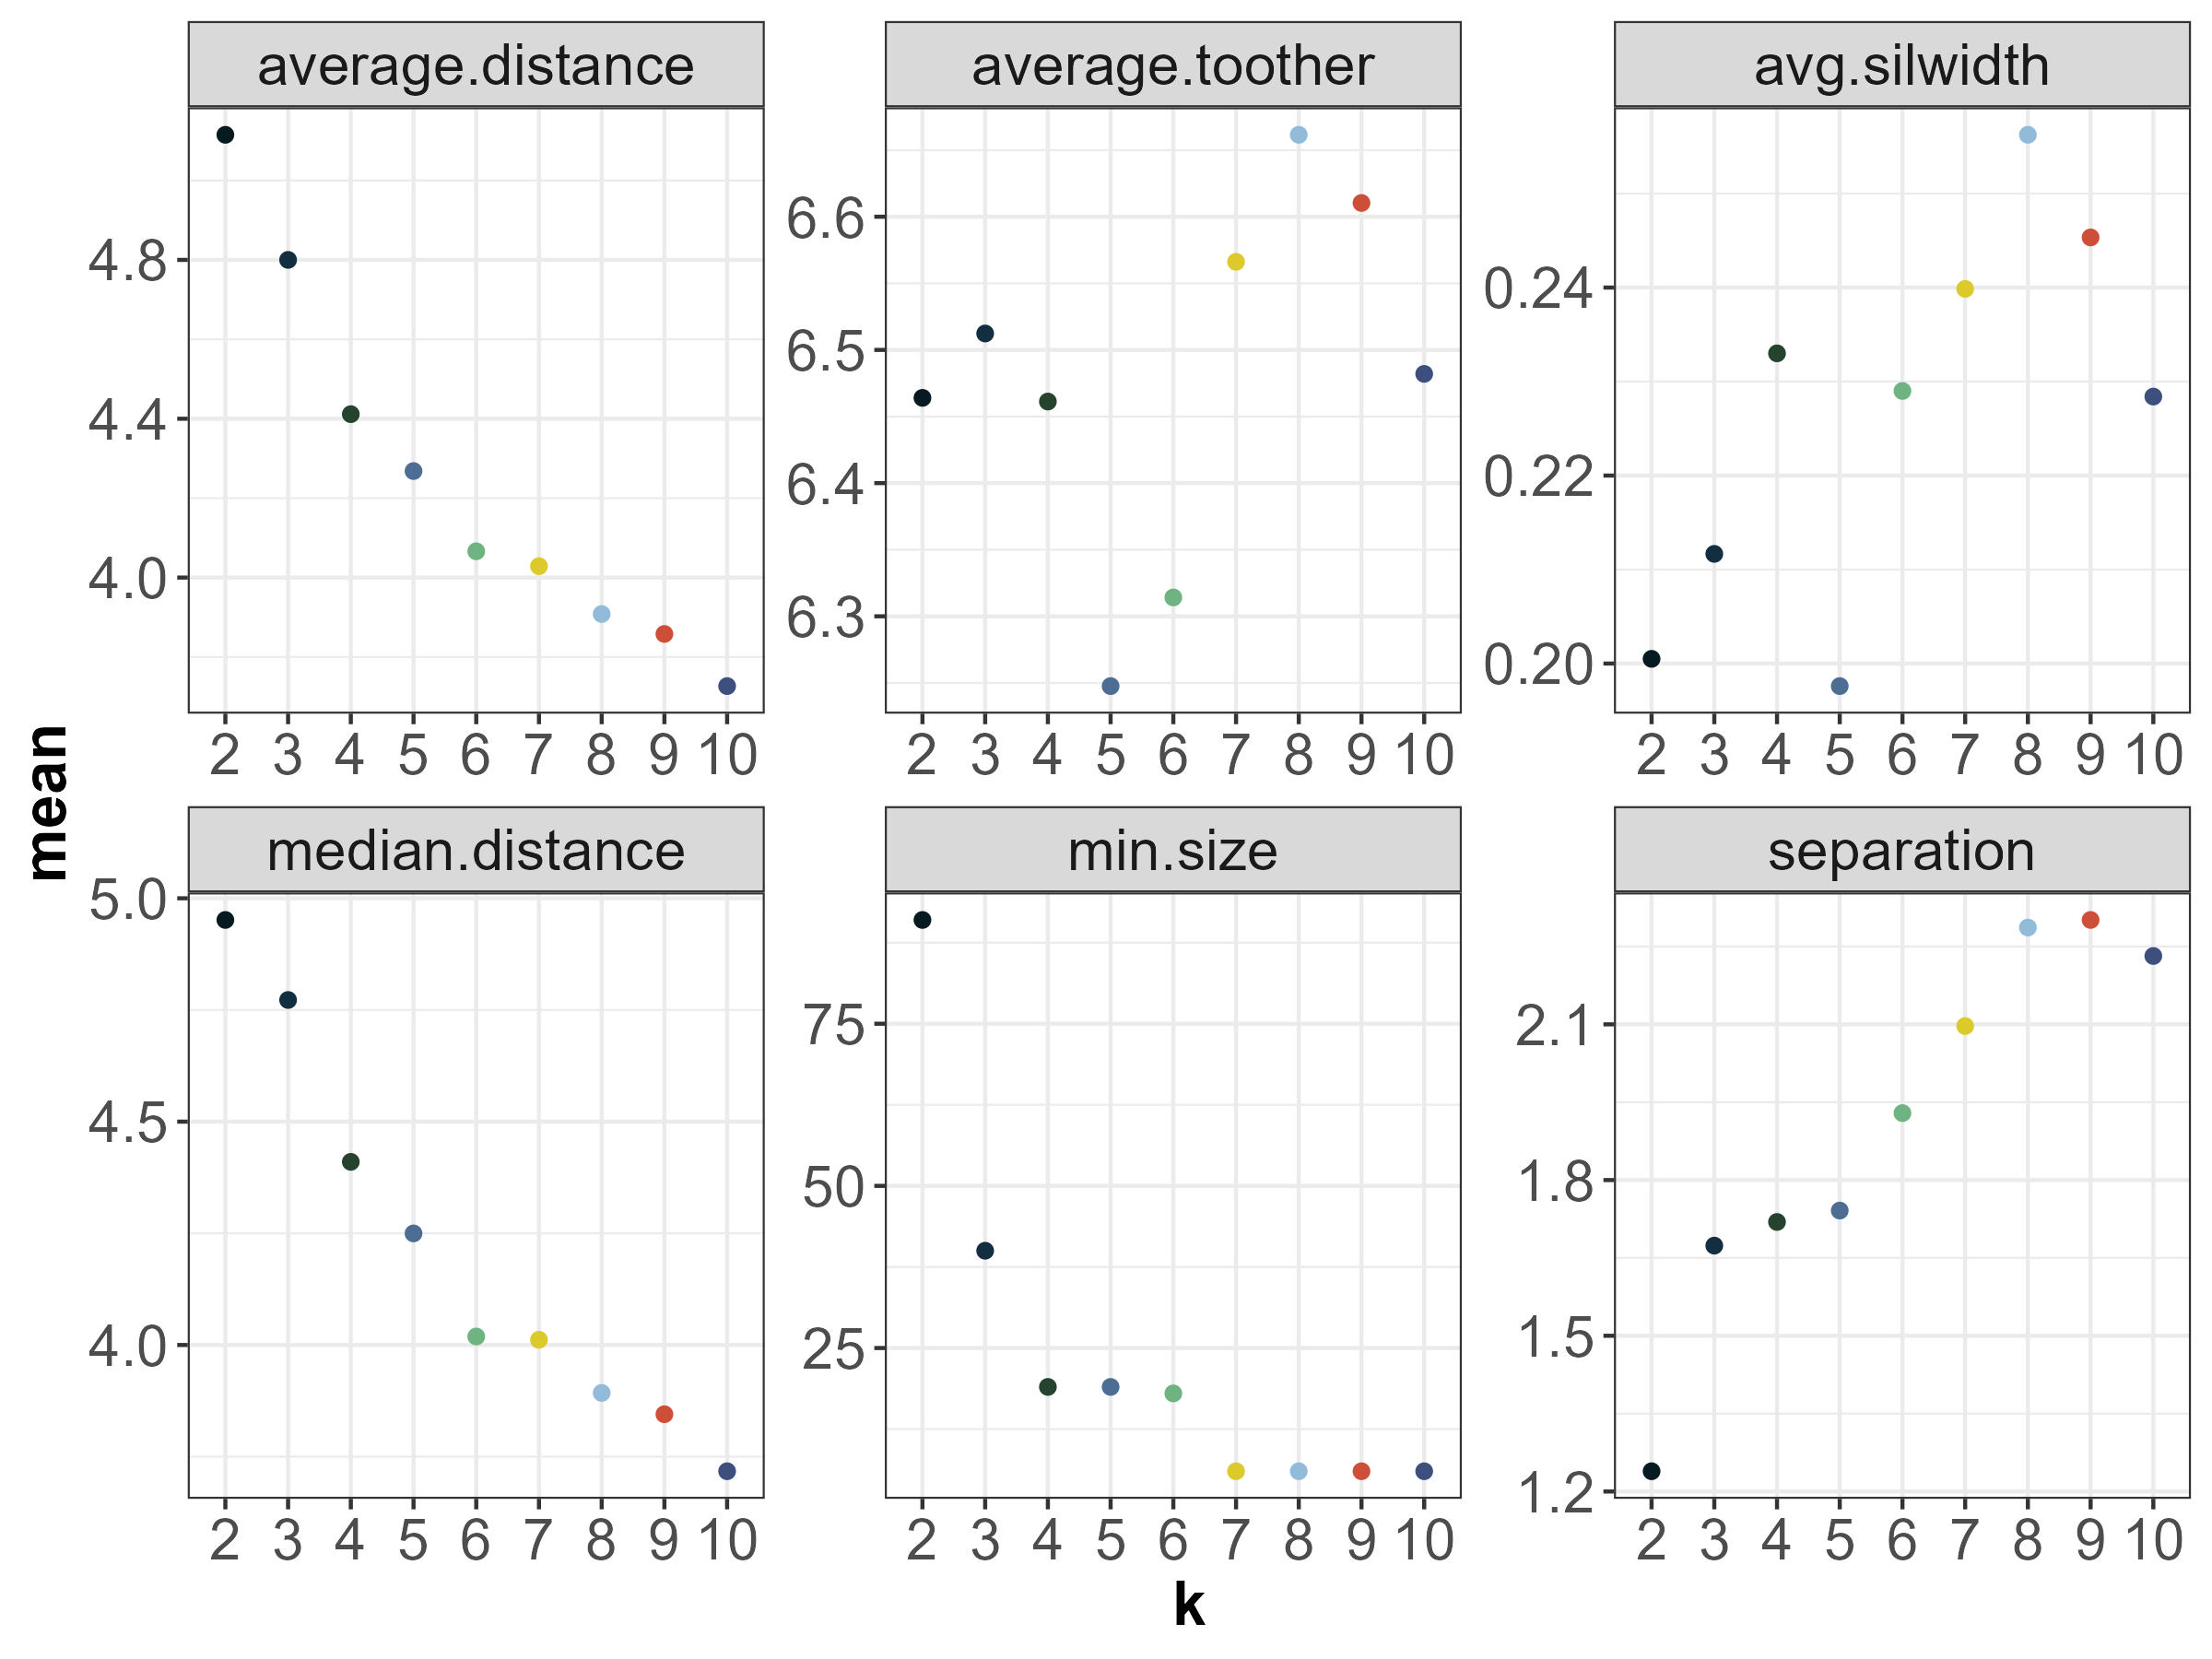 average.distance
average.toother
avg.silwidth
4.8
4.4
4.0
6.6
6.5
6.4
6.3
0.24
0.22
0.20
2 3 4 5 6 7 8 9 10
2 3 4 5 6 7 8 9 10
2 3 4 5 6 7 8 9 10
mean
median.distance
min.size
separation
5.0
4.5
4.0
75
50
25
2.1
1.8
1.5
1.2
2 3 4 5 6 7 8 9 10
2 3 4 5 6 7 8 9 10
2 3 4 5 6 7 8 9 10
k